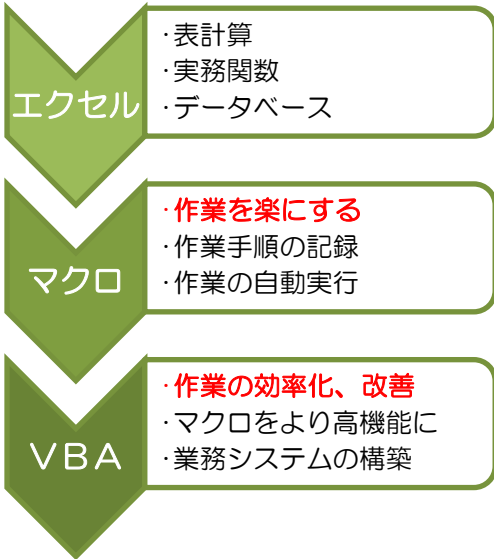 エクセル
·表計算
·実務関数
·データベース
マクロ
·作業を楽にする
·作業手順の記録
·作業の自動実行
ＶＢＡ
·作業の効率化、改善
·マクロをより高機能に
·業務システムの構築